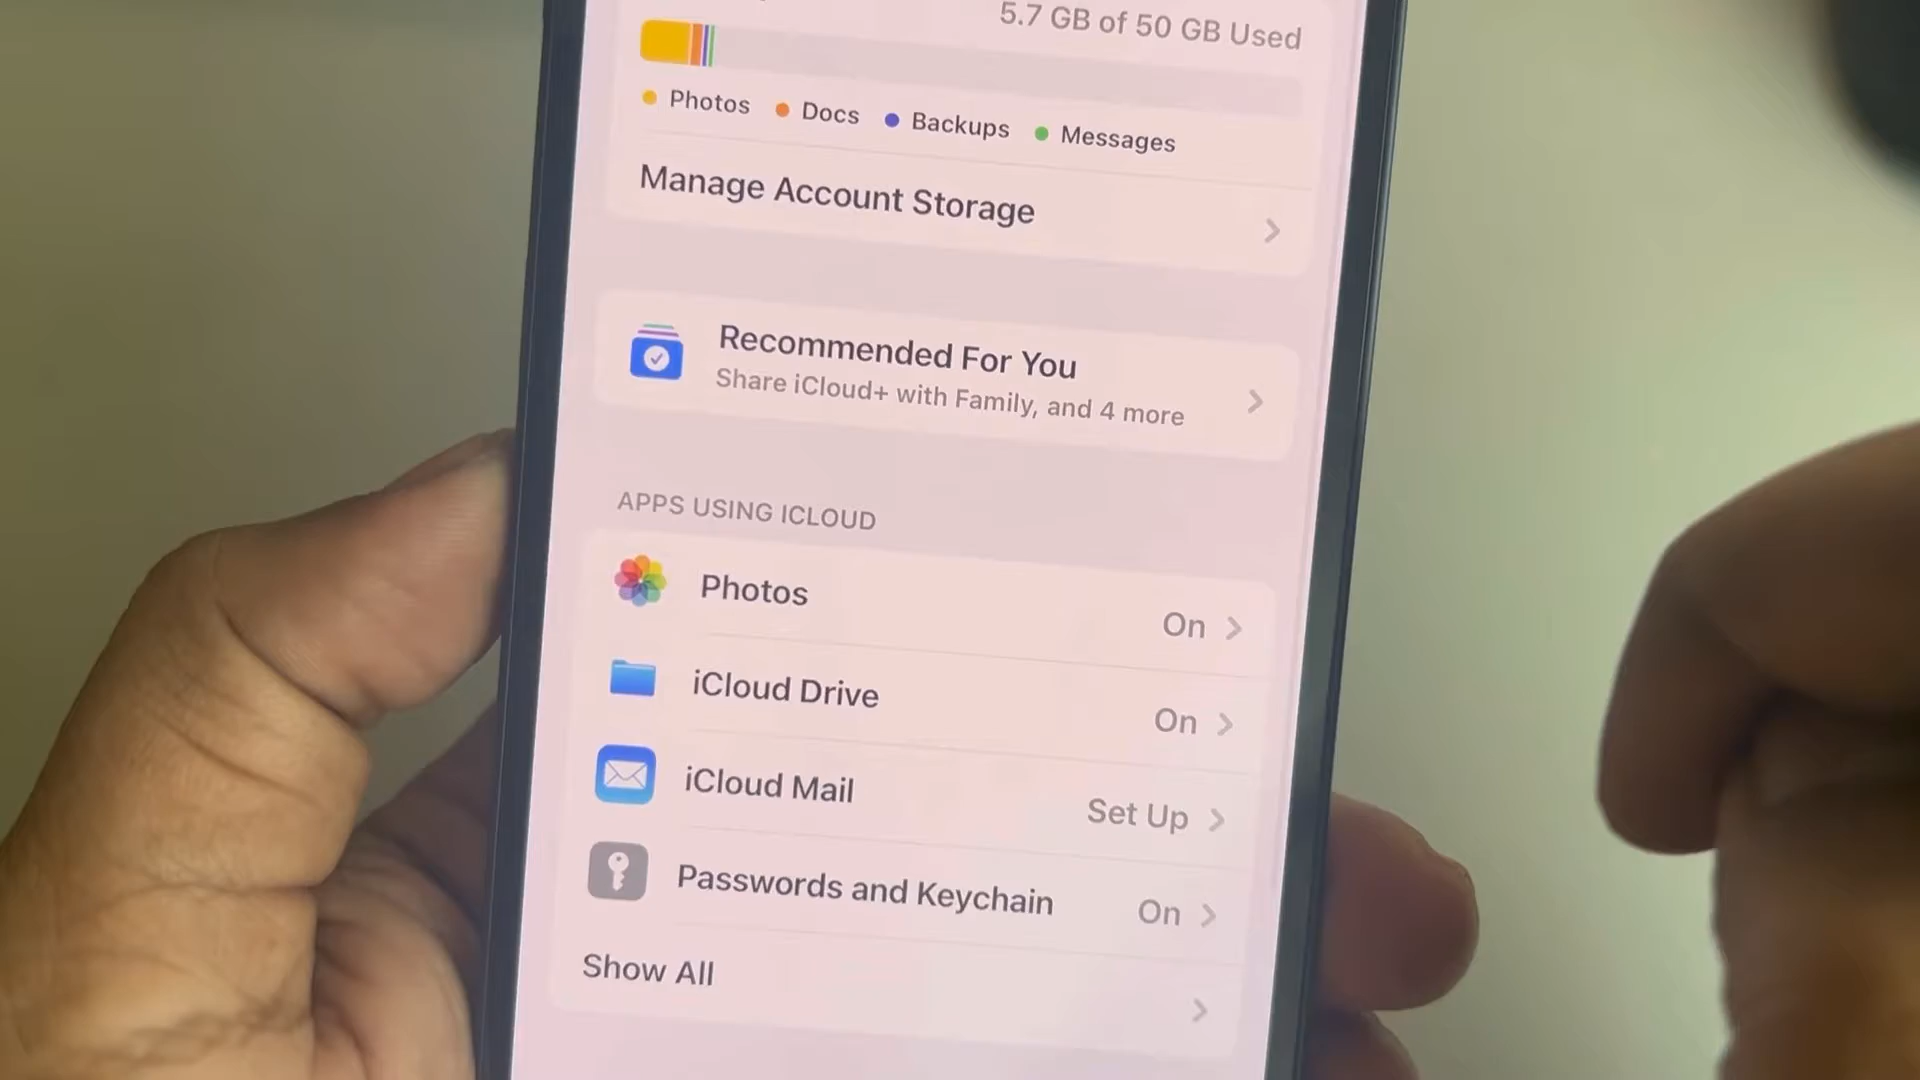 5.7 GB of 50 GB Used
Photos Docs Backups Messages
Manage Account Storage
Recommended For You
Share iCloud+ with Family, and 4 more
APPS USING ICLOUD
Photos On
iCloud Drive On
iCloud Mail Set Up
Passwords and Keychain On
Show All